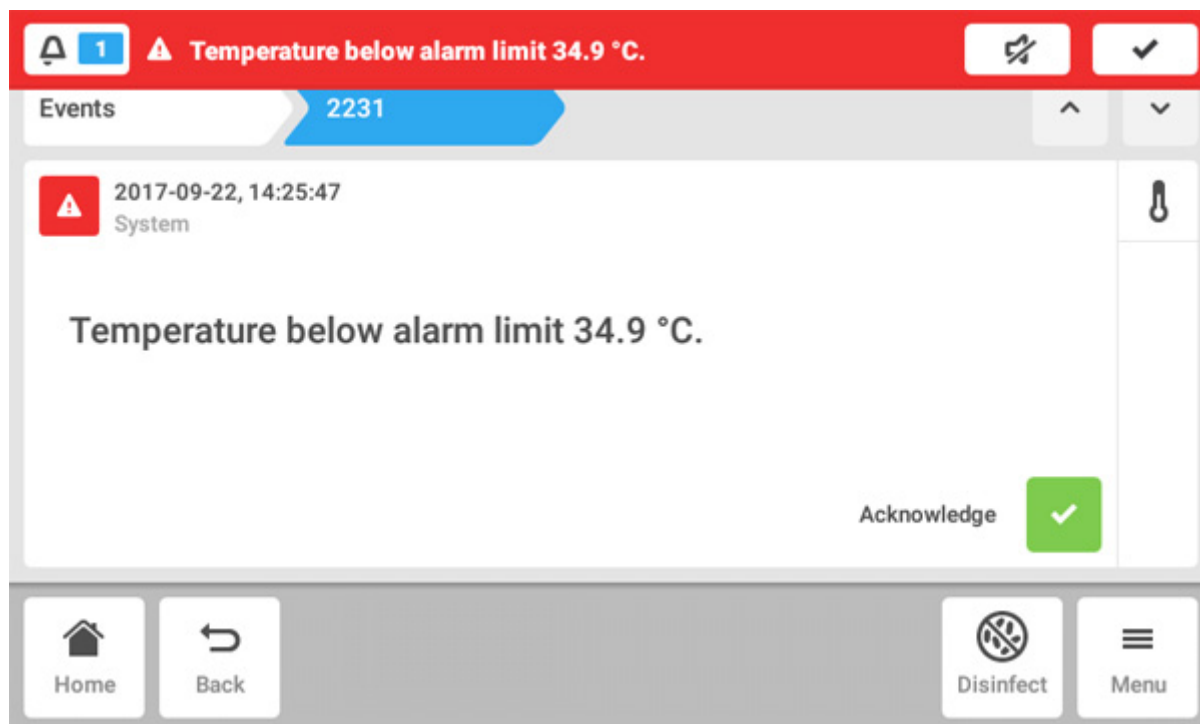 1 Temperature below alarm limit 34.9 °C.
Events 2231
2017-09-22, 14:25:47
System
Temperature below alarm limit 34.9 °C.
Acknowledge
Home Back Disinfect Menu